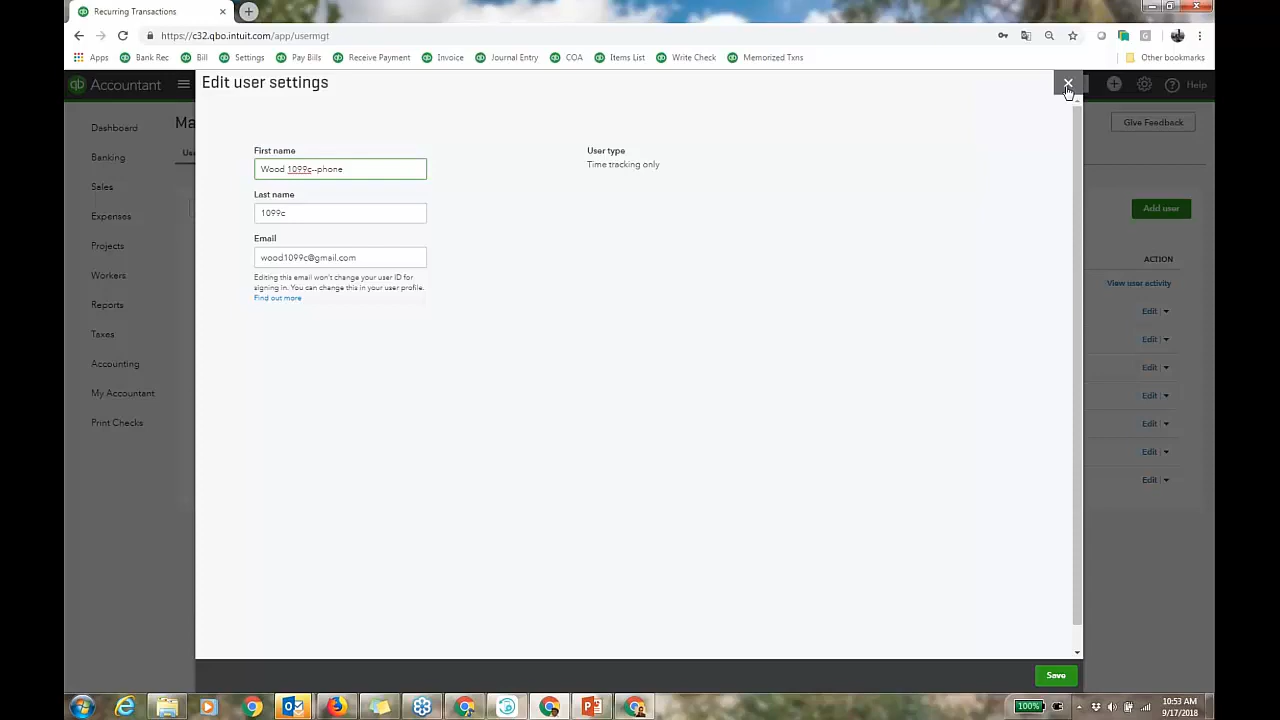 Recurring Transactions
https://c32.qbo.intuit.com/app/usermgt
Apps Bank Rec Bill Settings Pay Bills Receive Payment Invoice Journal Entry COA Items List Write Check Memorized Txns Other bookmarks
qb Accountant
Help
Edit user settings
Ma
Give Feedback
Us
Dashboard
Banking
Sales
Expenses
Projects
Workers
Reports
Taxes
Accounting
My Accountant
Print Checks
First name
Wood 1099c--phone
Last name
1099c
Email
wood1099c@gmail.com
Editing this email won't change your user ID for
signing in. You can change this in your user profile.
Find out more
User type
Time tracking only
Add user
ACTION
View user activity
Edit
Edit
Edit
Edit
Edit
Edit
Edit
Save
100%
10:53 AM
9/17/2018